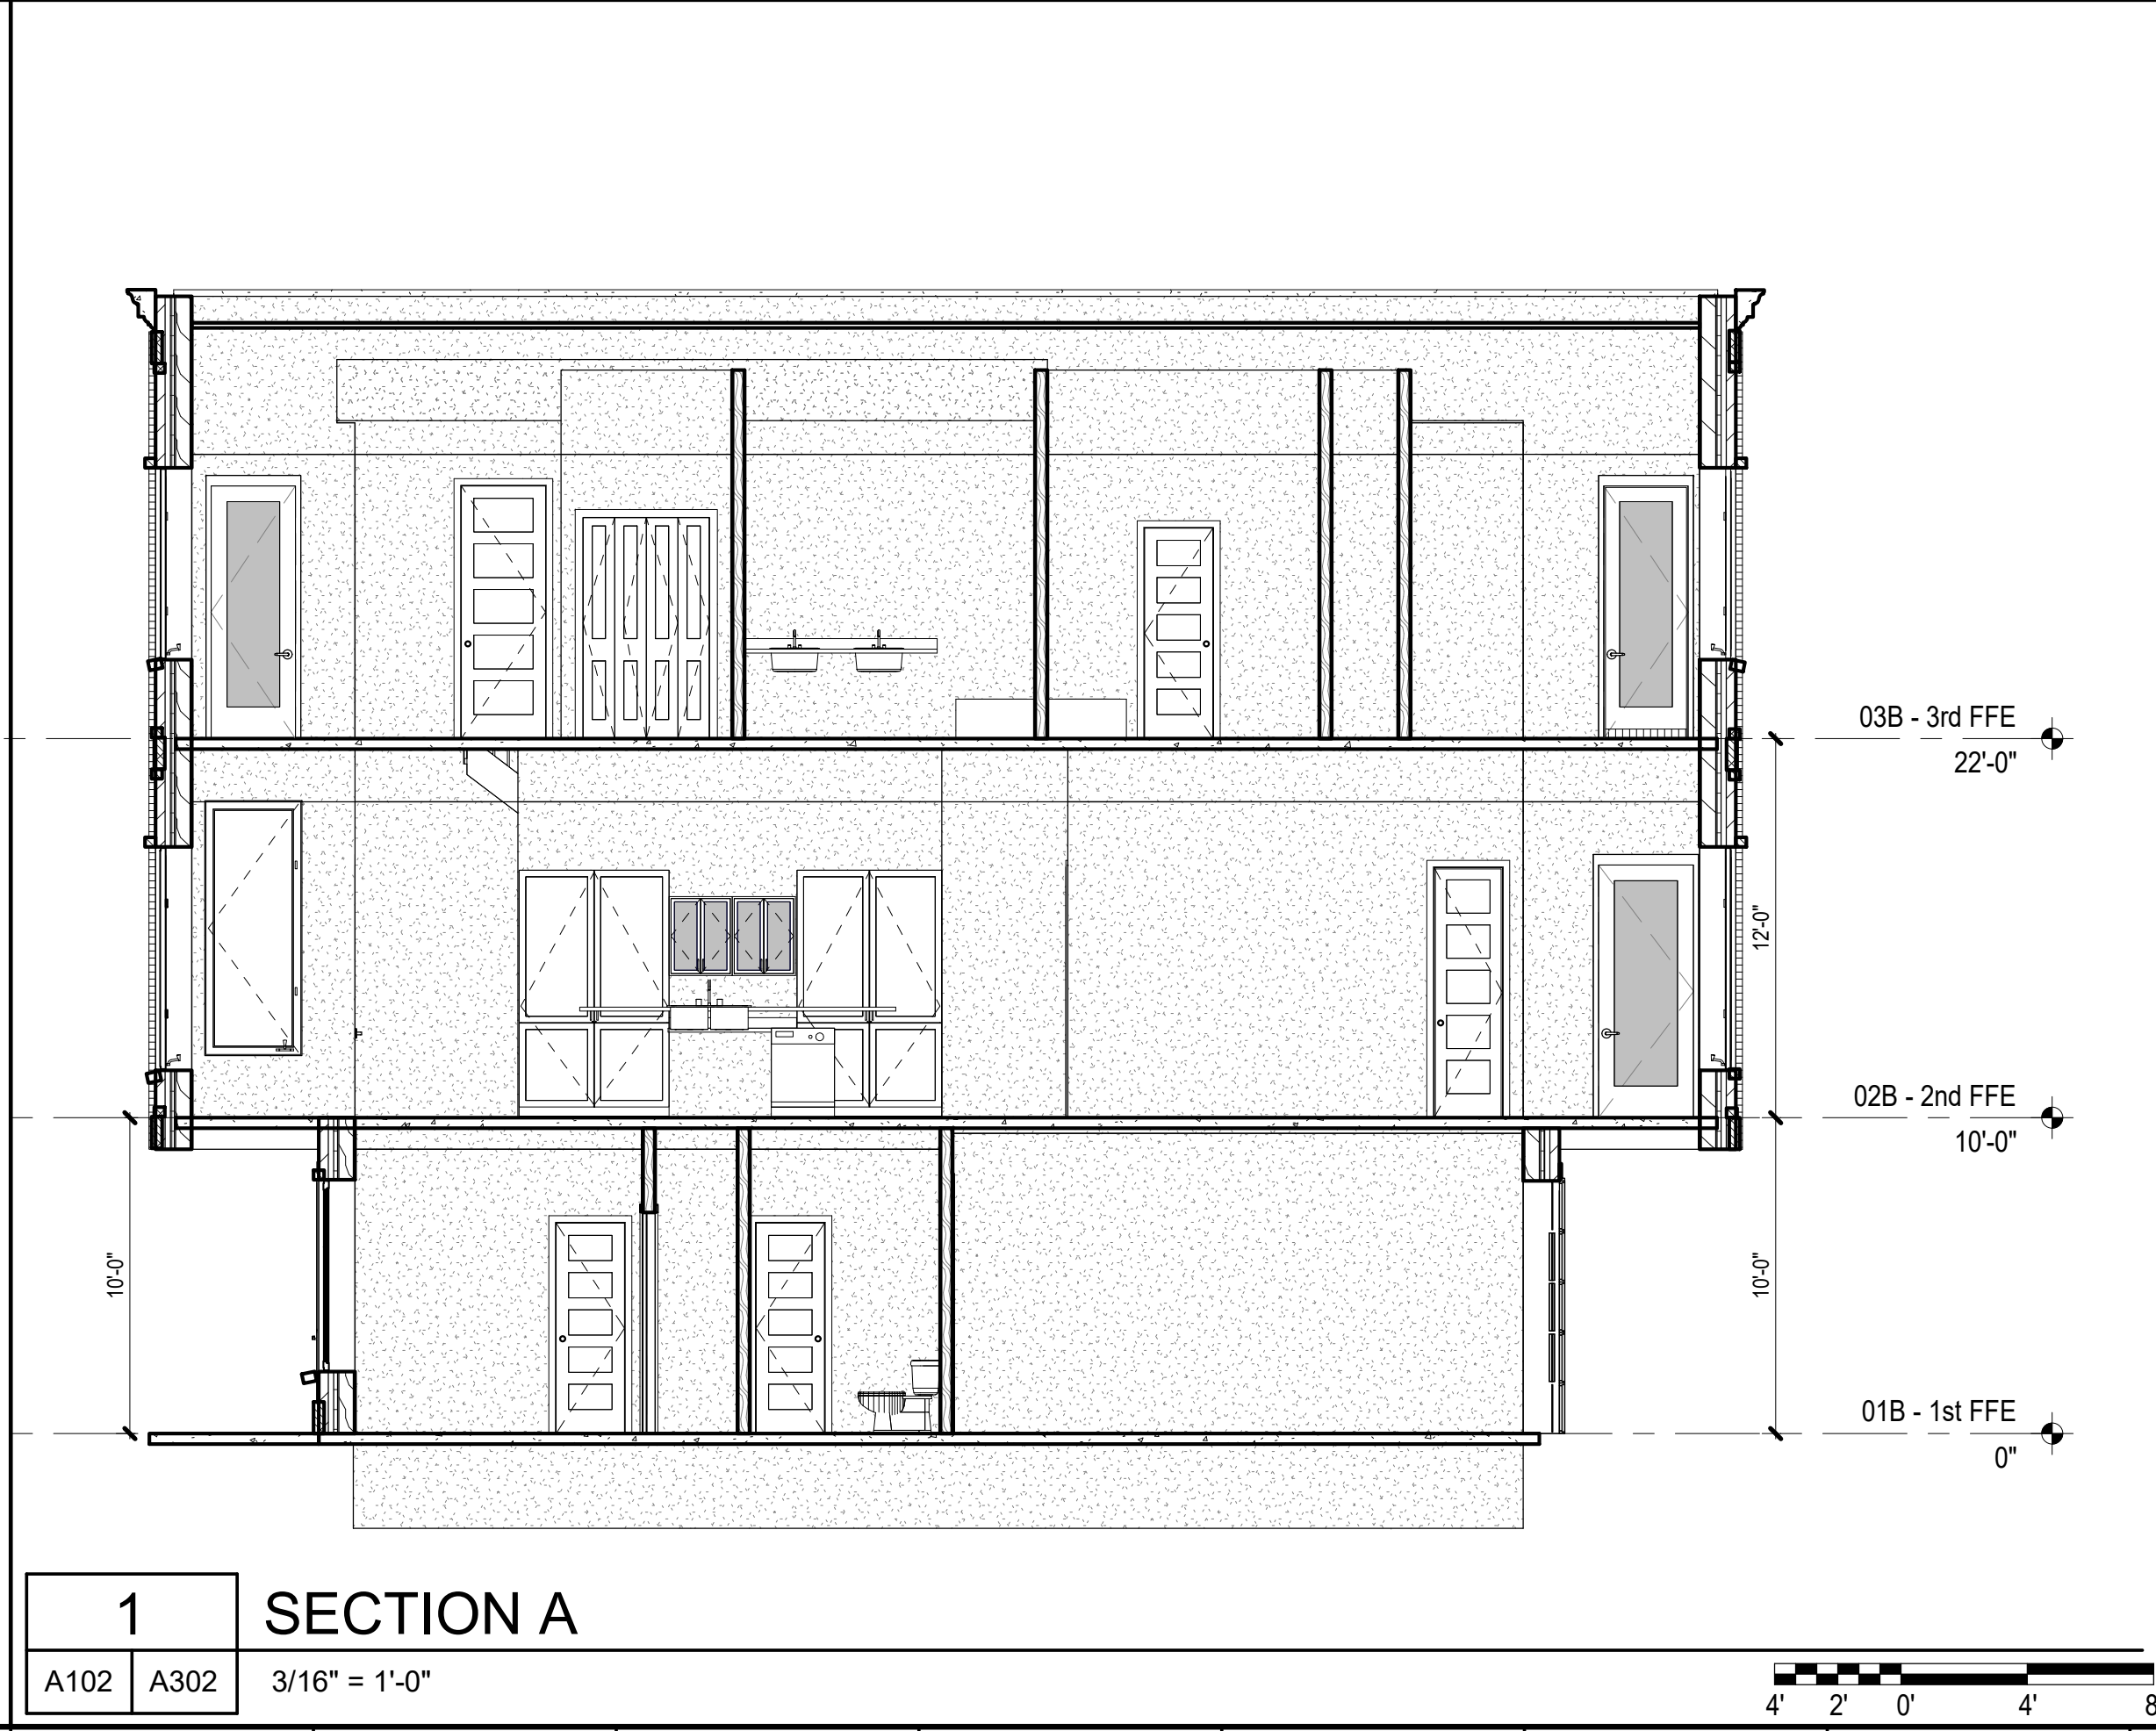 03B - 3rd FFE
22'-0"
12'-0"
02B - 2nd FFE
10'-0"
10'-0"
10'-0"
01B - 1st FFE
0"
1
SECTION A
A102
A302
3/16" = 1'-0"
4'
2'
0'
4'
8